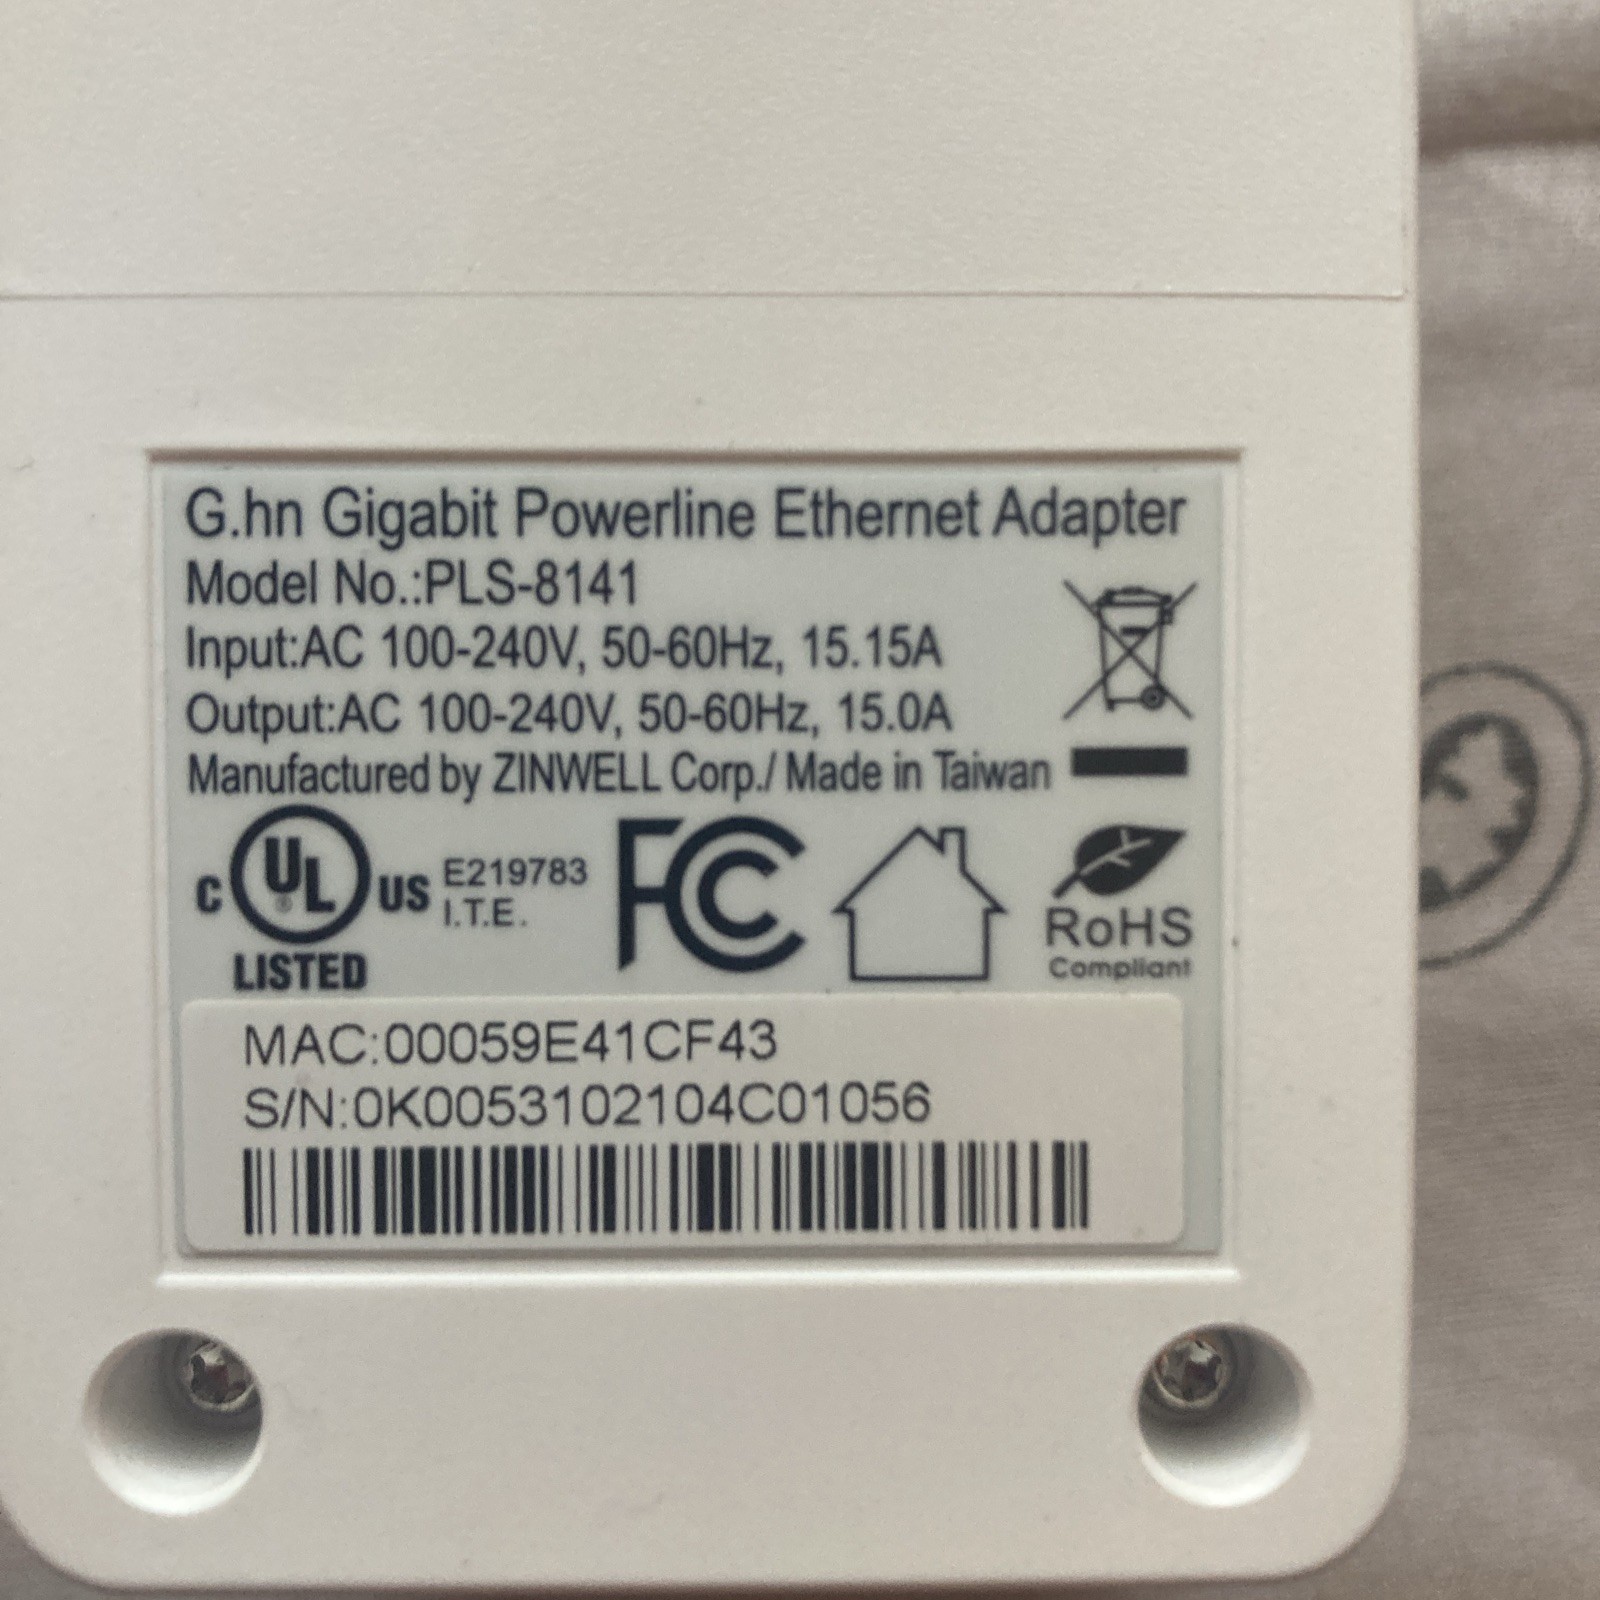 G.hn Gigabit Powerline Ethernet Adapter
Model No.:PLS-8141
Input:AC 100-240V, 50-60Hz, 15.15A
Output:AC 100-240V, 50-60Hz, 15.0A
Manufactured by ZINWELL Corp./ Made in Taiwan
C UL ® US E219783
I.T.E.
LISTED
FC
RoHS
Compliant
MAC:00059E41CF43
S/N:0K0053102104C01056